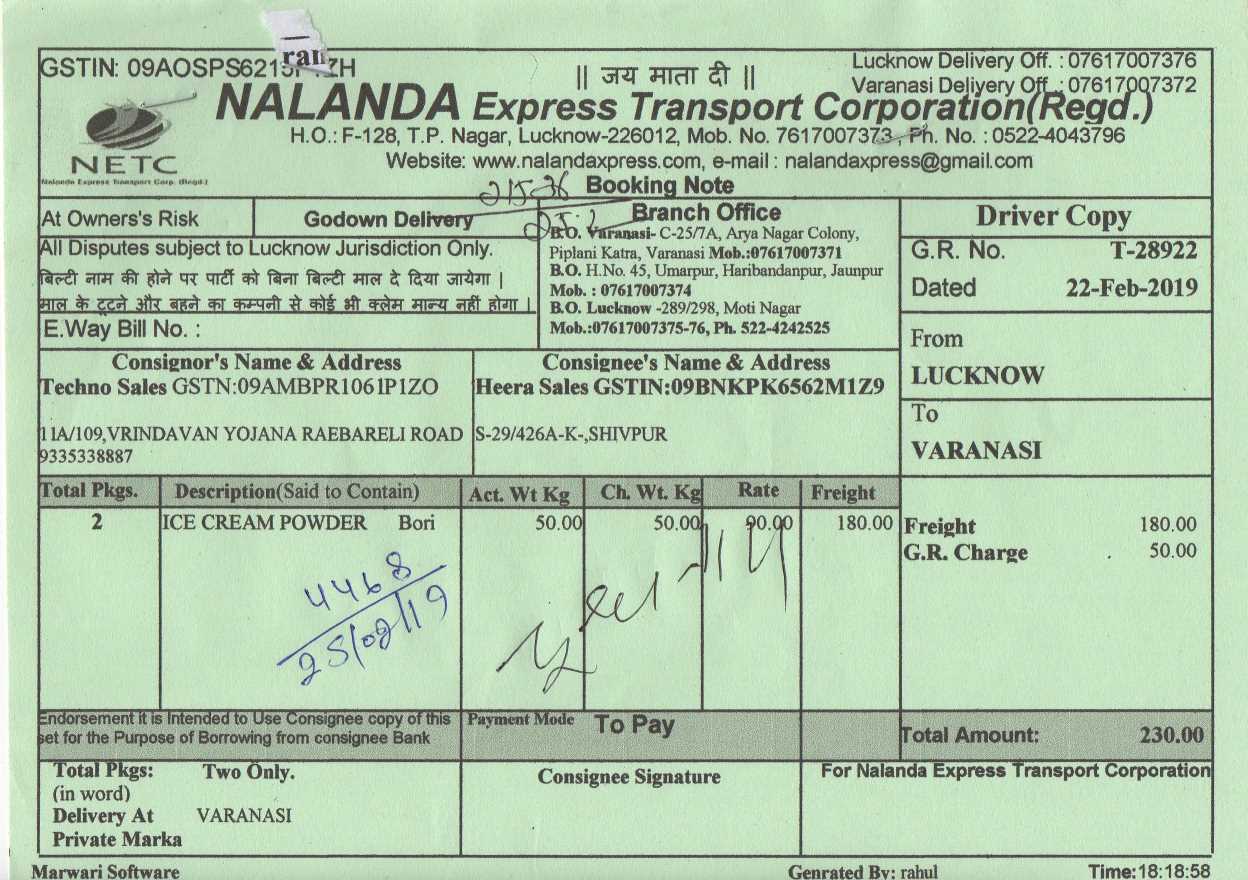 ran
GSTIN: 09AOSPS6215 ZH
|| जय माता दी ||
Lucknow Delivery Off. : 07617007376
Varanasi Deliyery Off. : 07617007372
NALANDA Express Transport Corporation(Regd.)
H.O.: F-128, T.P. Nagar, Lucknow-226012, Mob. No. 7617007373 , Ph. No. : 0522-4043796
Website: www.nalandaxpress.com, e-mail : nalandaxpress@gmail.com
NETC
Nalanda Express Transport Corp. (Regd.)
Booking Note
At Owners's Risk
Godown Delivery
All Disputes subject to Lucknow Jurisdiction Only.
बिल्टी नाम की होने पर पार्टी को बिना बिल्टी माल दे दिया जायेगा |
माल के टूटने और बहने का कम्पनी से कोई भी क्लेम मान्य नहीं होगा |
E.Way Bill No. :
Branch Office
B.O. Varanasi- C-25/7A, Arya Nagar Colony,
Piplani Katra, Varanasi Mob.:07617007371
B.O. H.No. 45, Umarpur, Haribandanpur, Jaunpur
Mob. : 07617007374
B.O. Lucknow -289/298, Moti Nagar
Mob.:07617007375-76, Ph. 522-4242525
Driver Copy
G.R. No. T-28922
Dated 22-Feb-2019
From
LUCKNOW
To
VARANASI
Consignor's Name & Address
Techno Sales GSTN:09AMBPR1061P1ZO
11A/109,VRINDAVAN YOJANA RAEBARELI ROAD
9335338887
Consignee's Name & Address
Heera Sales GSTIN:09BNKPK6562M1Z9
S-29/426A-K-,SHIVPUR
Total Pkgs. Description(Said to Contain) Act. Wt Kg Ch. Wt. Kg Rate Freight
2 ICE CREAM POWDER Bori 50.00 50.00 90.00 180.00
Freight 180.00
G.R. Charge 50.00
4468
25/02/19
Endorsement it is Intended to Use Consignee copy of this
set for the Purpose of Borrowing from consignee Bank
Payment Mode To Pay
Total Amount: 230.00
Total Pkgs: Two Only.
(in word)
Delivery At VARANASI
Private Marka
Consignee Signature
For Nalanda Express Transport Corporation
Marwari Software
Genrated By: rahul
Time:18:18:58